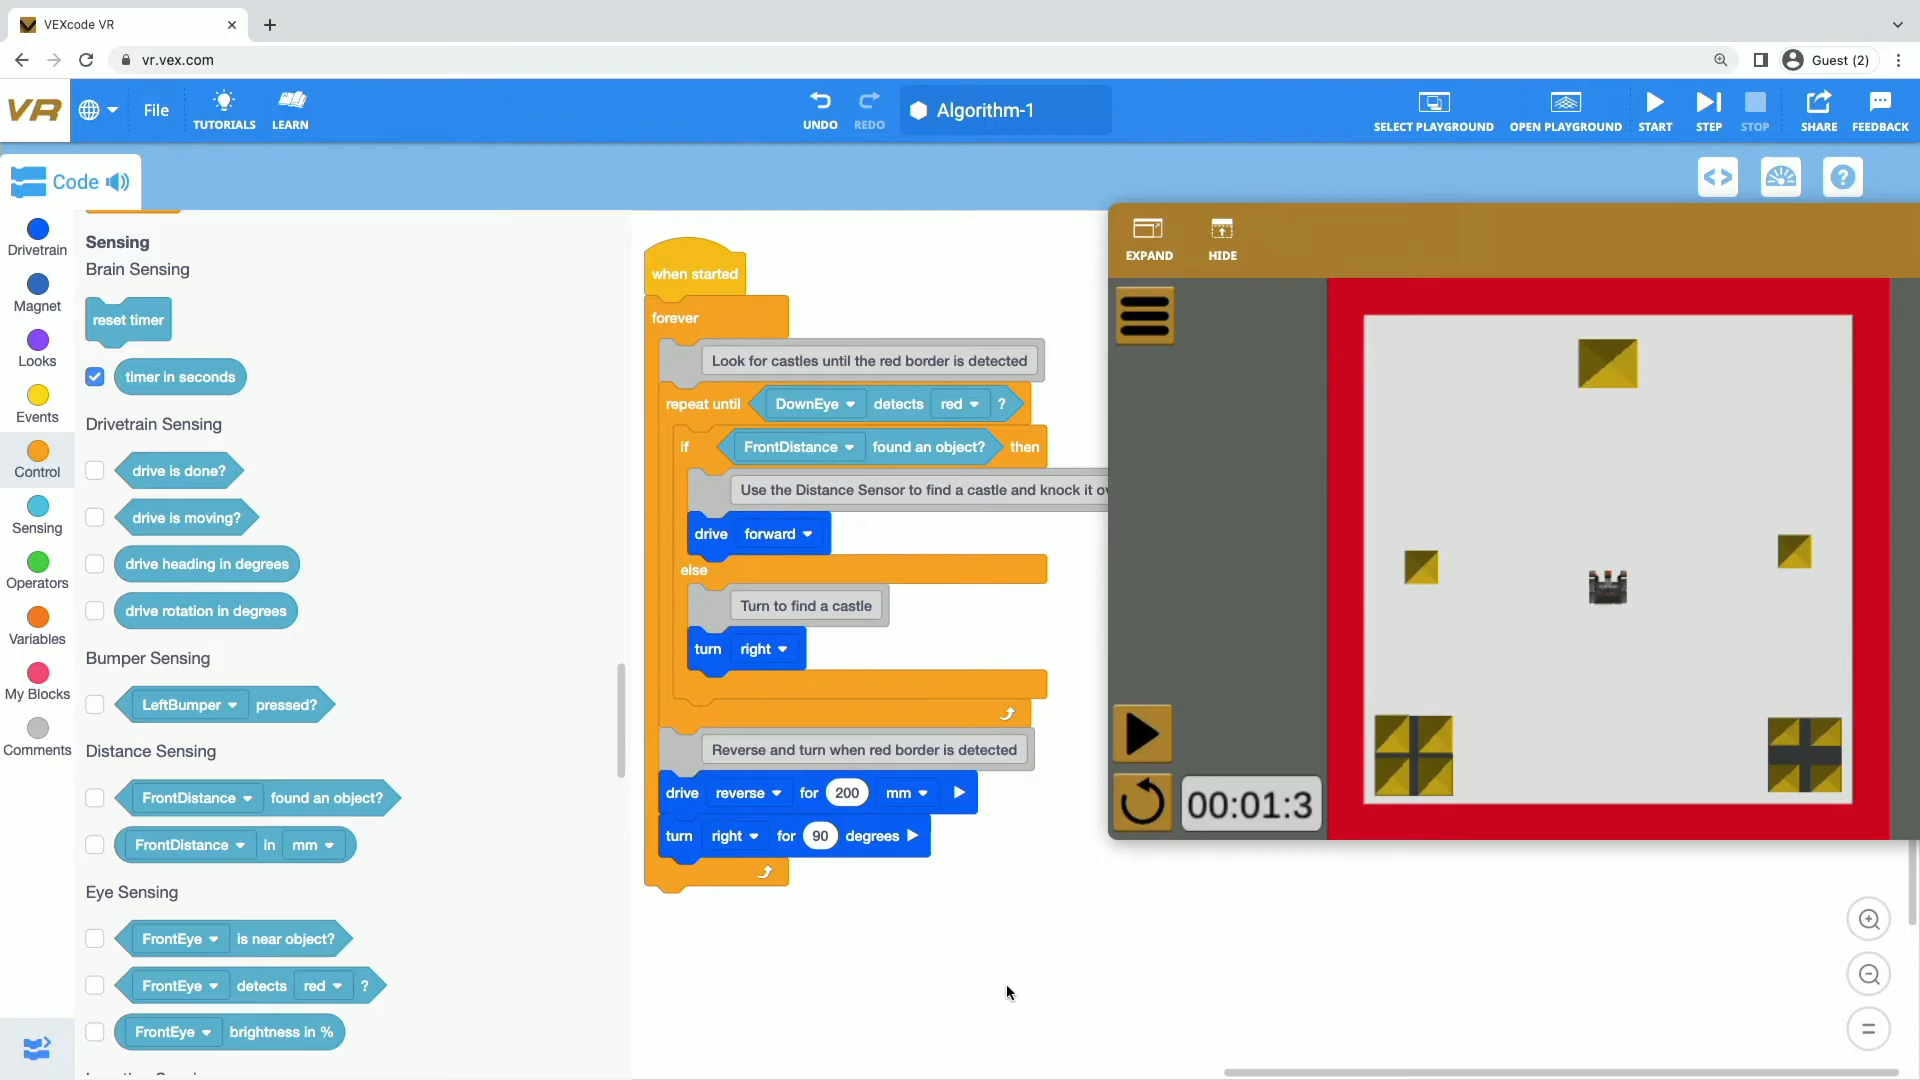 VEXcode VR
vr.vex.com
Guest (2)
VR
File
TUTORIALS
LEARN
UNDO
REDO
Algorithm-1
SELECT PLAYGROUND
OPEN PLAYGROUND
START
STEP
STOP
SHARE
FEEDBACK
Code
Drivetrain
Magnet
Looks
Events
Control
Sensing
Operators
Variables
My Blocks
Comments
Sensing
Brain Sensing
reset timer
timer in seconds
Drivetrain Sensing
drive is done?
drive is moving?
drive heading in degrees
drive rotation in degrees
Bumper Sensing
LeftBumper pressed?
Distance Sensing
FrontDistance found an object?
FrontDistance in mm
Eye Sensing
FrontEye is near object?
FrontEye detects red ?
FrontEye brightness in %
when started
forever
Look for castles until the red border is detected
repeat until DownEye detects red ?
if FrontDistance found an object? then
Use the Distance Sensor to find a castle and knock it
drive forward
else
Turn to find a castle
turn right
Reverse and turn when red border is detected
drive reverse for 200 mm
turn right for 90 degrees
EXPAND
HIDE
00:01:3